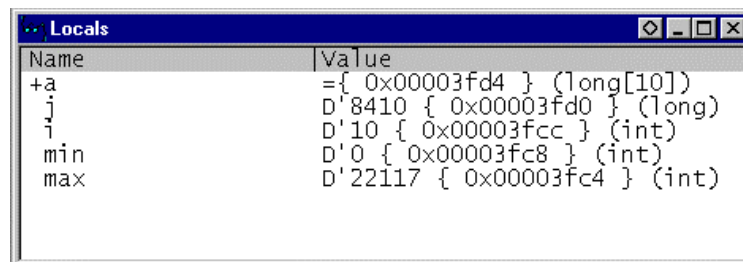 Locals
Name Value
+a ={ 0x00003fd4 } (long[10])
j D'8410 { 0x00003fd0 } (long)
i D'10 { 0x00003fcc } (int)
min D'0 { 0x00003fc8 } (int)
max D'22117 { 0x00003fc4 } (int)